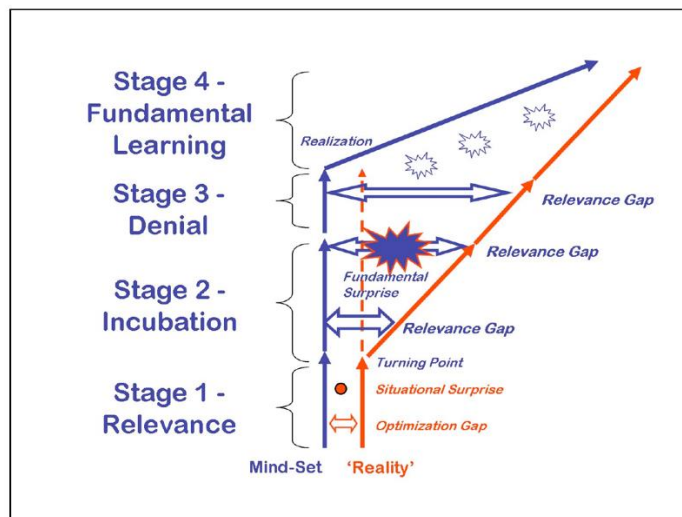 Stage 4 -
Fundamental
Learning
Realization
Stage 3 -
Denial
Relevance Gap
Relevance Gap
Fundamental
Surprise
Stage 2 -
Incubation
Relevance Gap
Turning Point
Situational Surprise
Stage 1 -
Relevance
Optimization Gap
Mind-Set
‘Reality’